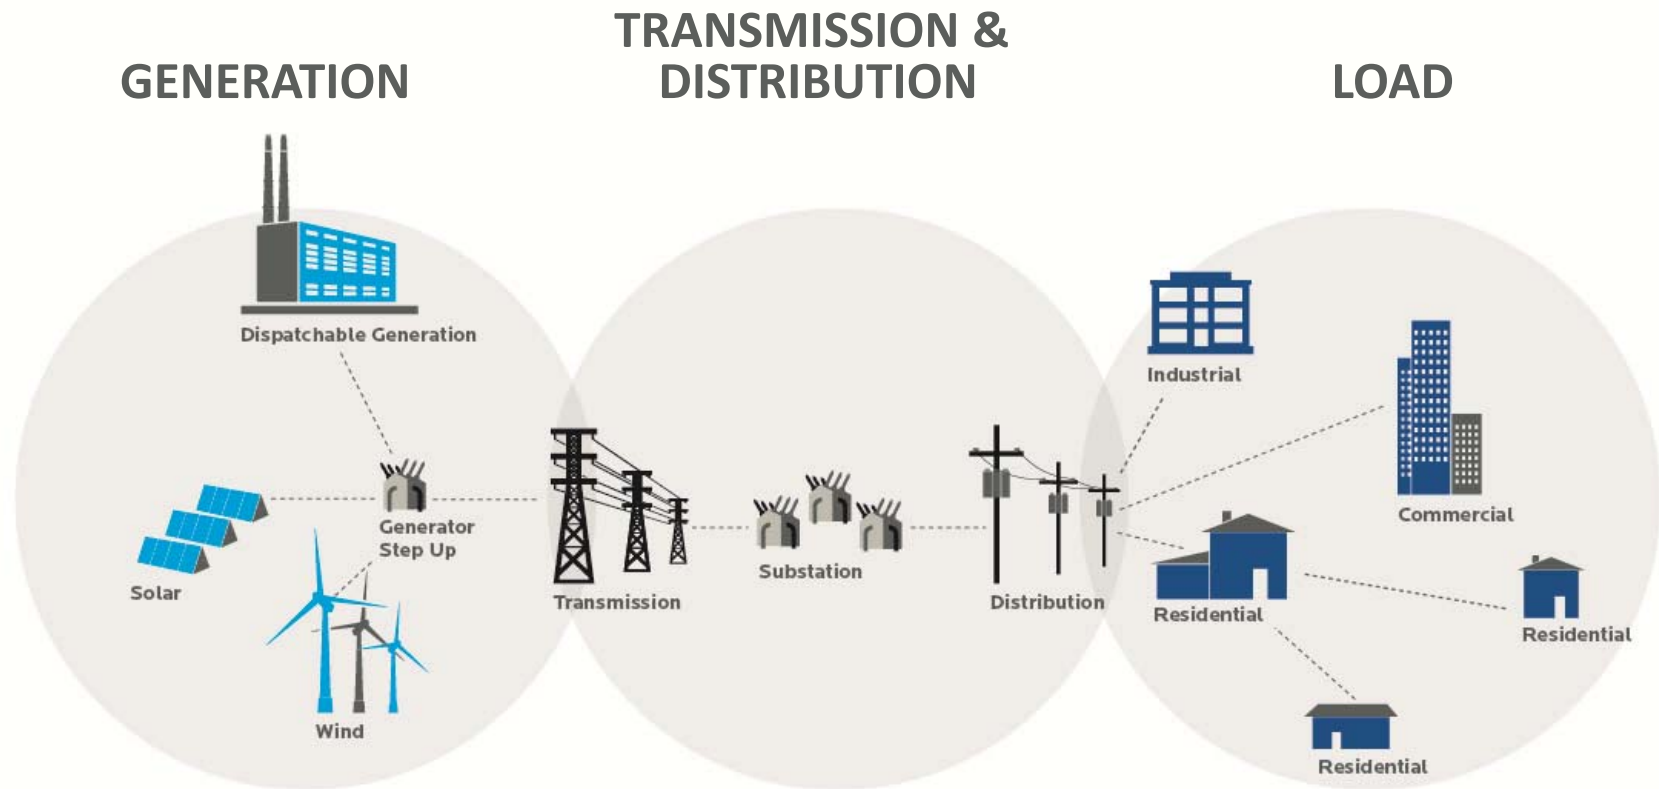 GENERATION
TRANSMISSION &
DISTRIBUTION
LOAD
Dispatchable Generation
Generator
Step Up
Solar
Wind
Transmission
Substation
Distribution
Industrial
Commercial
Residential
Residential
Residential